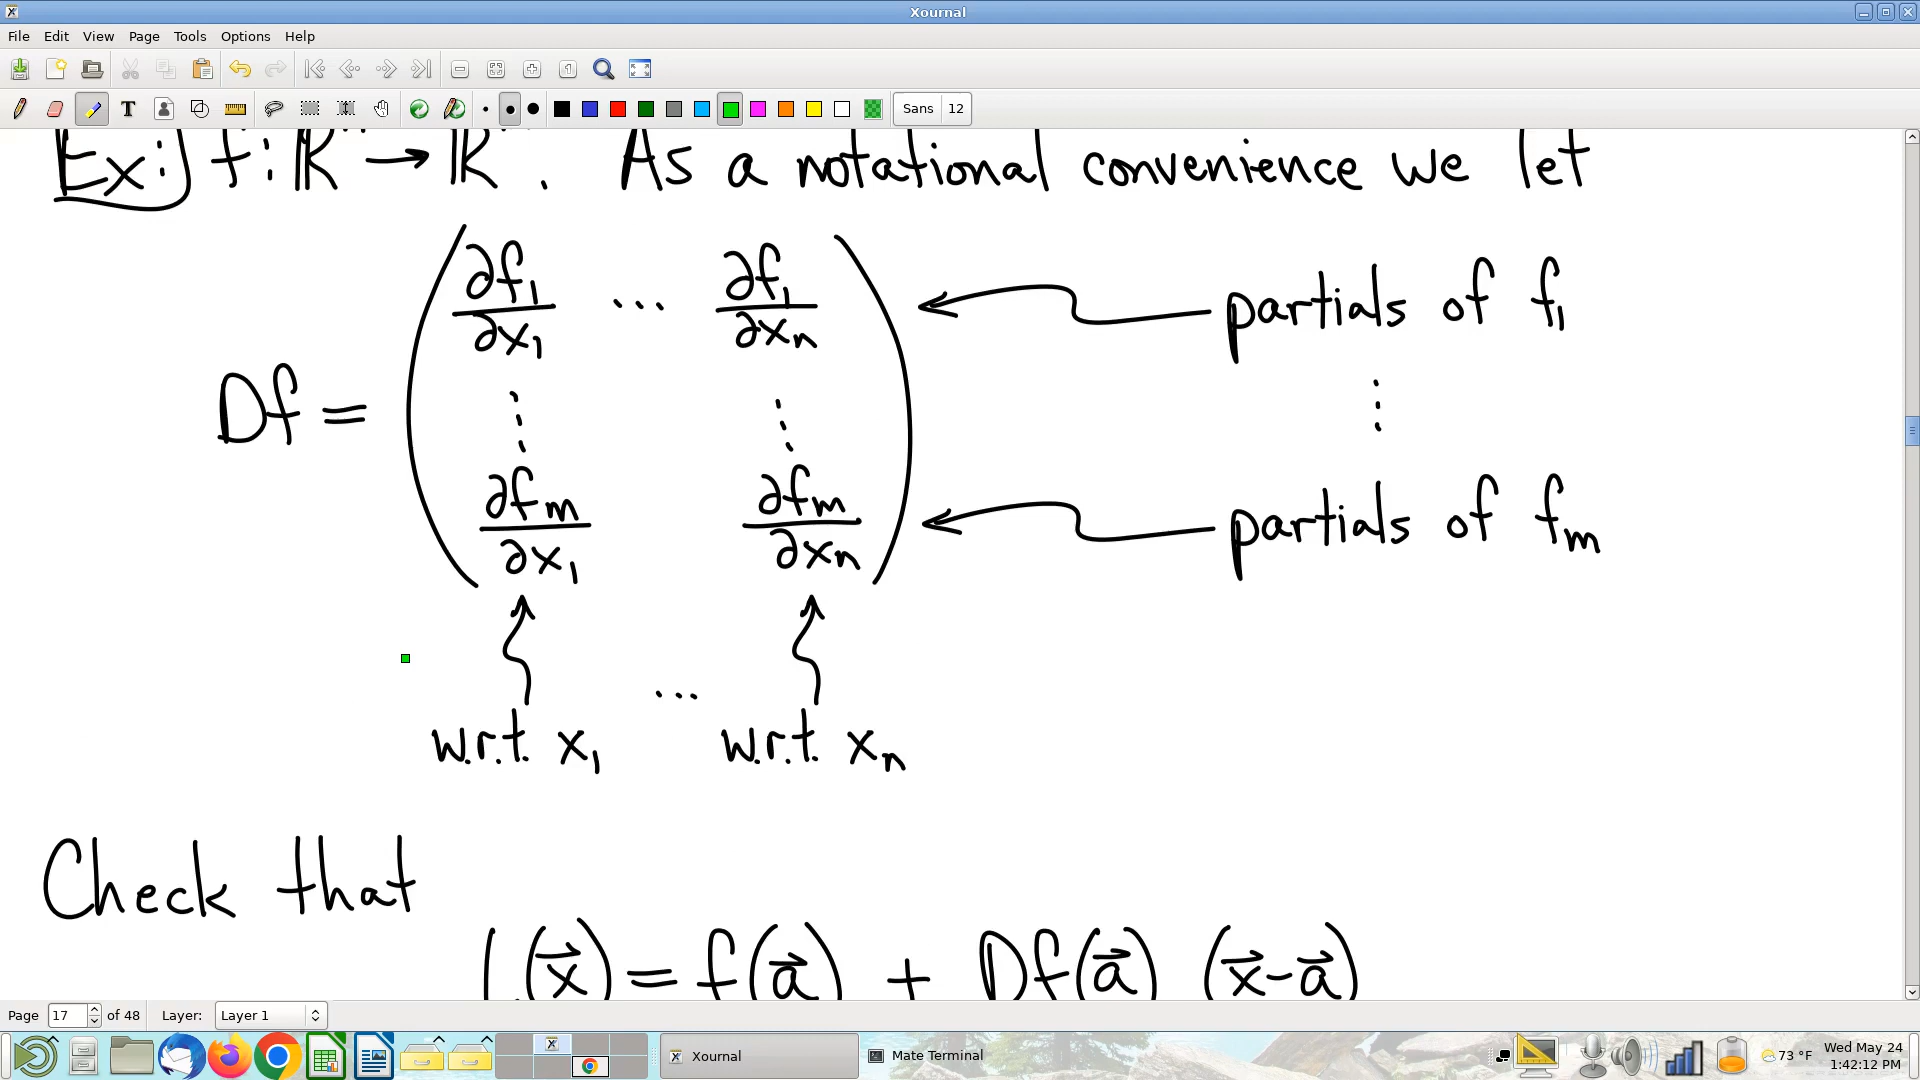 Xournal
File Edit View Page Tools Options Help
Sans 12
Ex: f: ℝⁿ → ℝᵐ. As a notational convenience we let
Df = ( ∂f₁/∂x₁ ... ∂f₁/∂xₙ ← partials of f₁
⋮ ⋮ ⋮
∂fₘ/∂x₁ ∂fₘ/∂xₙ ) ← partials of fₘ
w.r.t. x₁ ... w.r.t. xₙ
Check that
L(x⃗) = f(a⃗) + Df(a⃗) (x⃗-a⃗)
Page 17 of 48 Layer: Layer 1
Xournal Mate Terminal 73 °F Wed May 24
1:42:12 PM